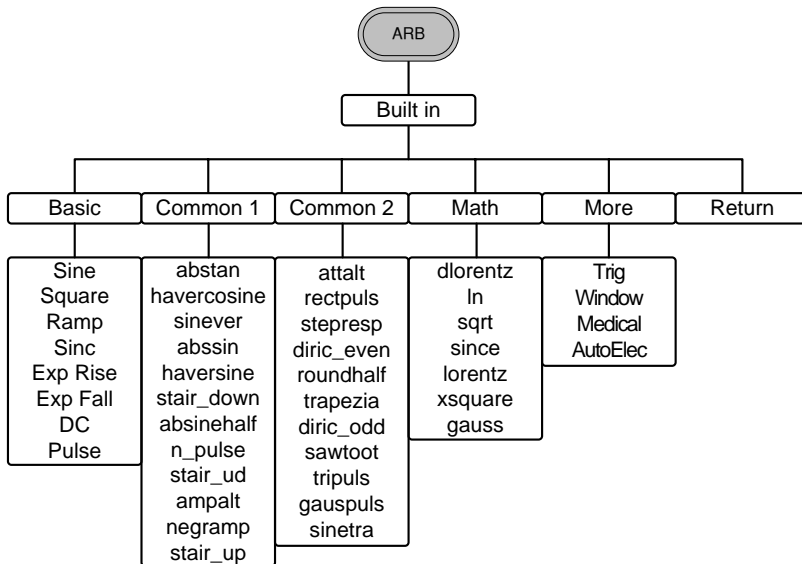 ARB
Built in
Basic
Common 1
Common 2
Math
More
Return
Sine
Square
Ramp
Sinc
Exp Rise
Exp Fall
DC
Pulse
abstan
havercosine
sinever
abssin
haversine
stair_down
absinehalf
n_pulse
stair_ud
ampalt
negramp
stair_up
attalt
rectpuls
stepresp
diric_even
roundhalf
trapezia
diric_odd
sawtoot
tripuls
gauspuls
sinetra
dlorentz
ln
sqrt
since
lorentz
xsquare
gauss
Trig
Window
Medical
AutoElec